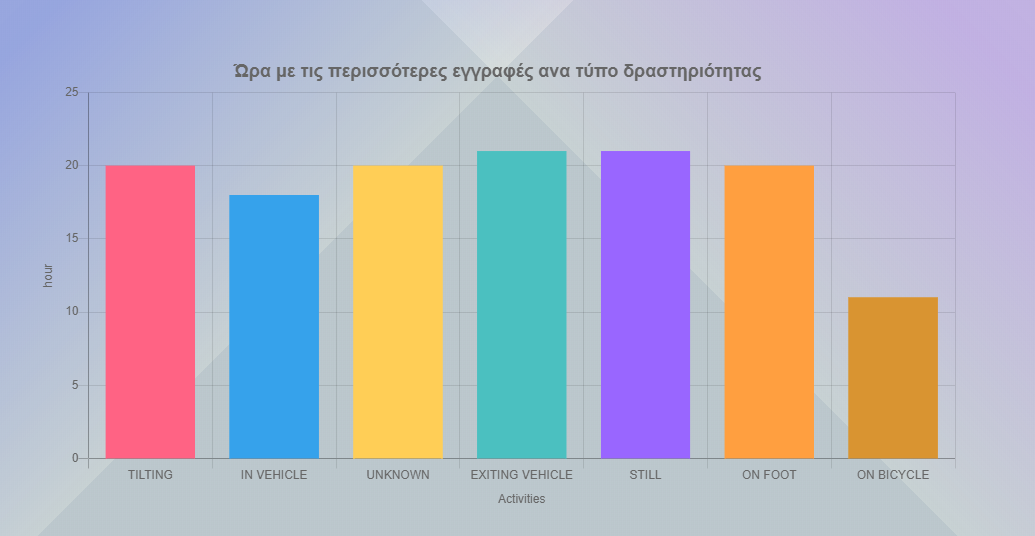 Ώρα με τις περισσότερες εγγραφές ανα τύπο δραστηριότητας
25
20
15
10
5
0
hour
TILTING IN VEHICLE UNKNOWN EXITING VEHICLE STILL ON FOOT ON BICYCLE
Activities